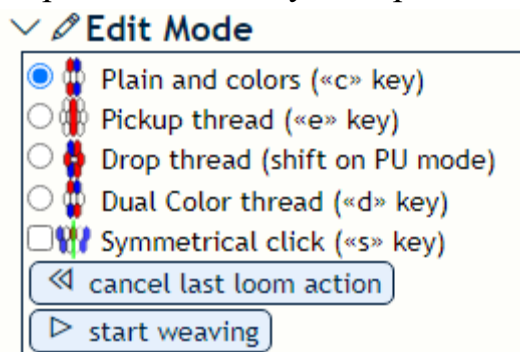 Edit Mode
Plain and colors («c» key)
Pickup thread («e» key)
Drop thread (shift on PU mode)
Dual Color thread («d» key)
Symmetrical click («s» key)
cancel last loom action
start weaving